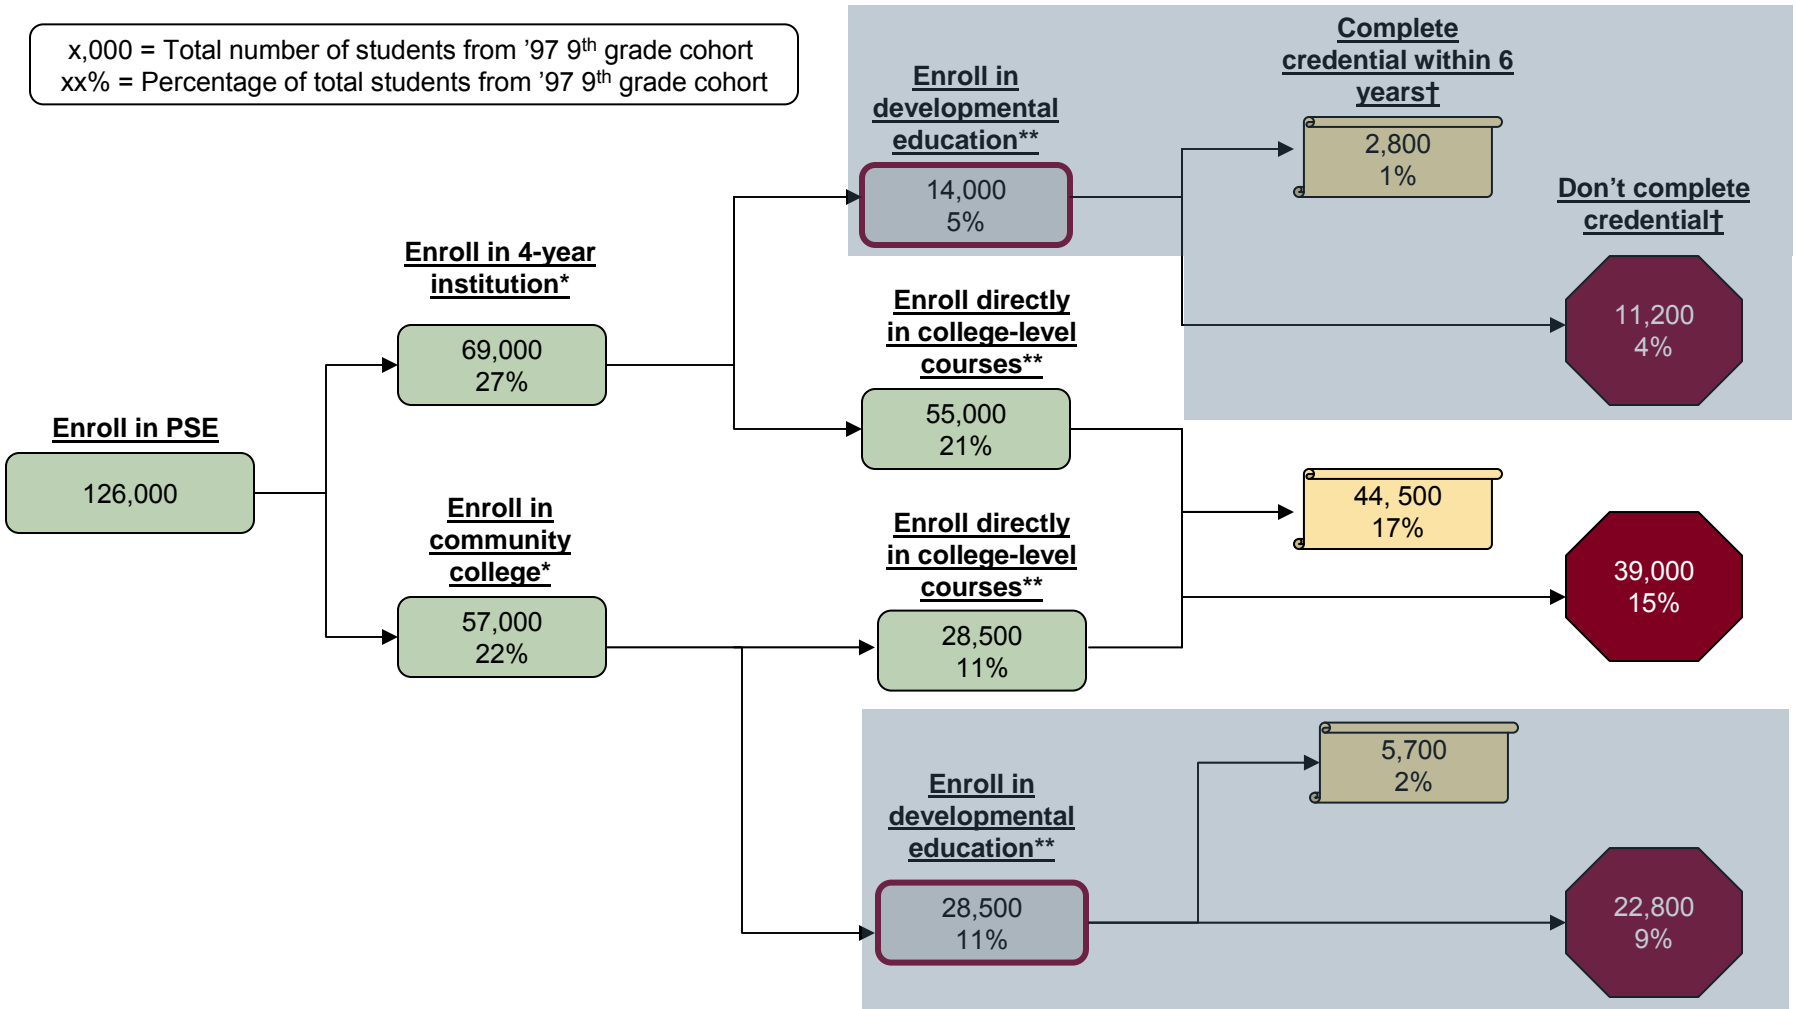 x,000 = Total number of students from ’97 9th grade cohort
xx% = Percentage of total students from ’97 9th grade cohort
Enroll in PSE
126,000
Enroll in 4-year
institution*
69,000
27%
Enroll in
community
college*
57,000
22%
Enroll in
developmental
education**
14,000
5%
Enroll directly
in college-level
courses**
55,000
21%
Enroll directly
in college-level
courses**
28,500
11%
Enroll in
developmental
education**
28,500
11%
Complete
credential within 6
years†
2,800
1%
44, 500
17%
5,700
2%
Don’t complete
credential†
11,200
4%
39,000
15%
22,800
9%